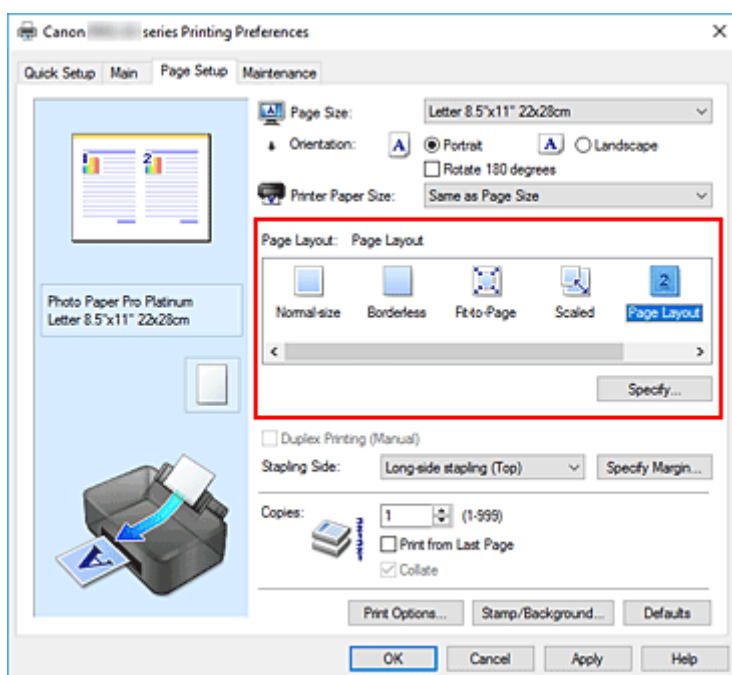 Canon series Printing Preferences
Quick Setup Main Page Setup Maintenance
1 2
Page Size: Letter 8.5"x11" 22x28cm
Orientation: A Portrait A Landscape
Rotate 180 degrees
Printer Paper Size: Same as Page Size
Page Layout: Page Layout
2
Normal-size Borderless Fit-to-Page Scaled Page Layout
Photo Paper Pro Platinum
Letter 8.5"x11" 22x28cm
Specify...
Duplex Printing (Manual)
Stapling Side: Long-side stapling (Top) Specify Margin...
Copies: 1 (1-999)
Print from Last Page
Collate
A
Print Options... Stamp/Background... Defaults
OK Cancel Apply Help